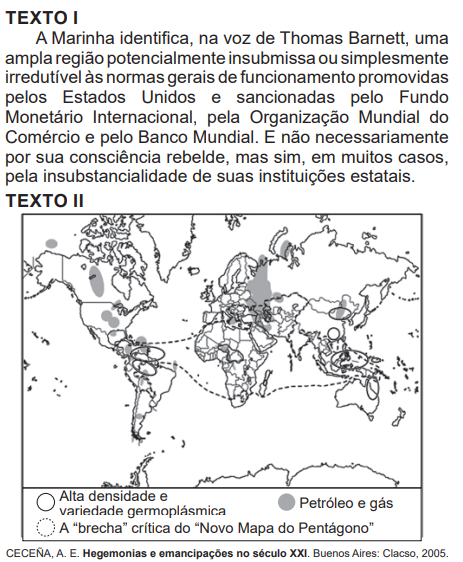 TEXTO I
A Marinha identifica, na voz de Thomas Barnett, uma
ampla região potencialmente insubmissa ou simplesmente
irredutível às normas gerais de funcionamento promovidas
pelos Estados Unidos e sancionadas pelo Fundo
Monetário Internacional, pela Organização Mundial do
Comércio e pelo Banco Mundial. E não necessariamente
por sua consciência rebelde, mas sim, em muitos casos,
pela insubstancialidade de suas instituições estatais.
TEXTO II
Alta densidade e
variedade germoplásmica
Petróleo e gás
A “brecha” crítica do “Novo Mapa do Pentágono”
CECEÑA, A. E. Hegemonias e emancipações no século XXI. Buenos Aires: Clacso, 2005.